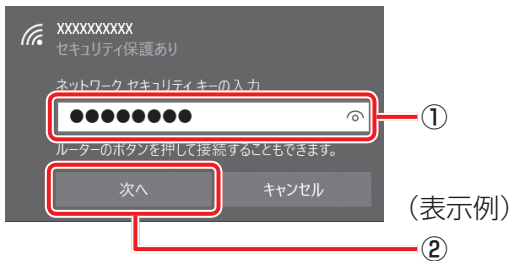 XXXXXXXXXX
セキュリティ保護あり
ネットワーク セキュリティ キーの入力
●●●●●●●●
①
ルーターのボタンを押して接続することもできます。
次へ
キャンセル
（表示例）
②